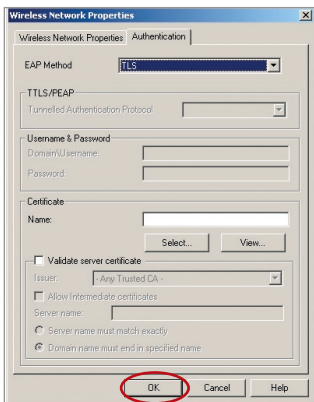 Wireless Network Properties
Wireless Network Properties Authentication
EAP Method TLS
TTLS/PEAP
Tunnelled Authentication Protocol
Username & Password
Domain\Username:
Password:
Certificate
Name:
Select... View...
Validate server certificate
Issuer: - Any Trusted CA -
Allow Intermediate certificates
Server name:
Server name must match exactly
Domain name must end in specified name
OK Cancel Help